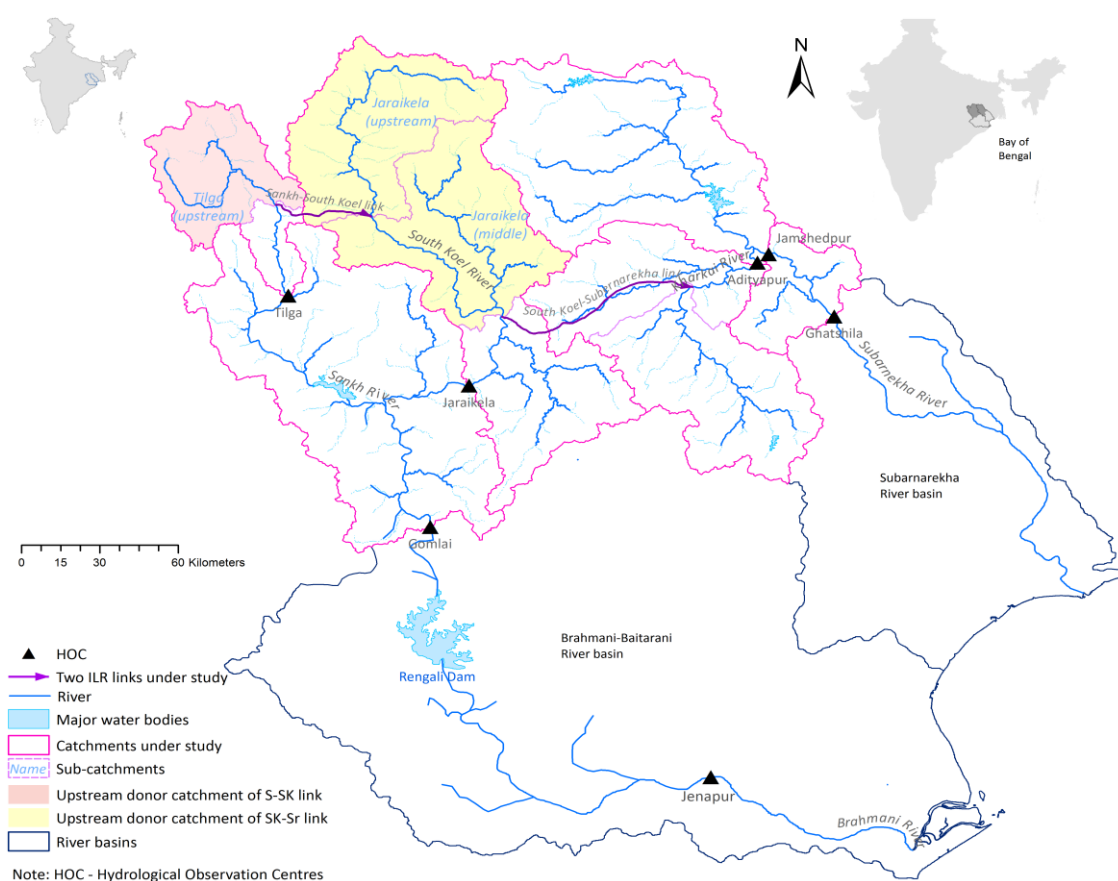 N
Bay of
Bengal
Jaraikela
(upstream)
Tilga
(upstream)
Sankh-South Koel link
Jaraikela
(middle)
South Koel River
South Koel-Subernarekha link
Kharkai River
Jamshedpur
Adityapur
Tilga
Ghatshila
Subarnekha River
Sankh River
Jaraikela
Subarnarekha
River basin
Gomlai
0 15 30 60 Kilometers
Brahmani-Baitarani
River basin
Rengali Dam
Jenapur
Brahmani River
HOC
Two ILR links under study
River
Major water bodies
Catchments under study
Name Sub-catchments
Upstream donor catchment of S-SK link
Upstream donor catchment of SK-Sr link
River basins
Note: HOC - Hydrological Observation Centres